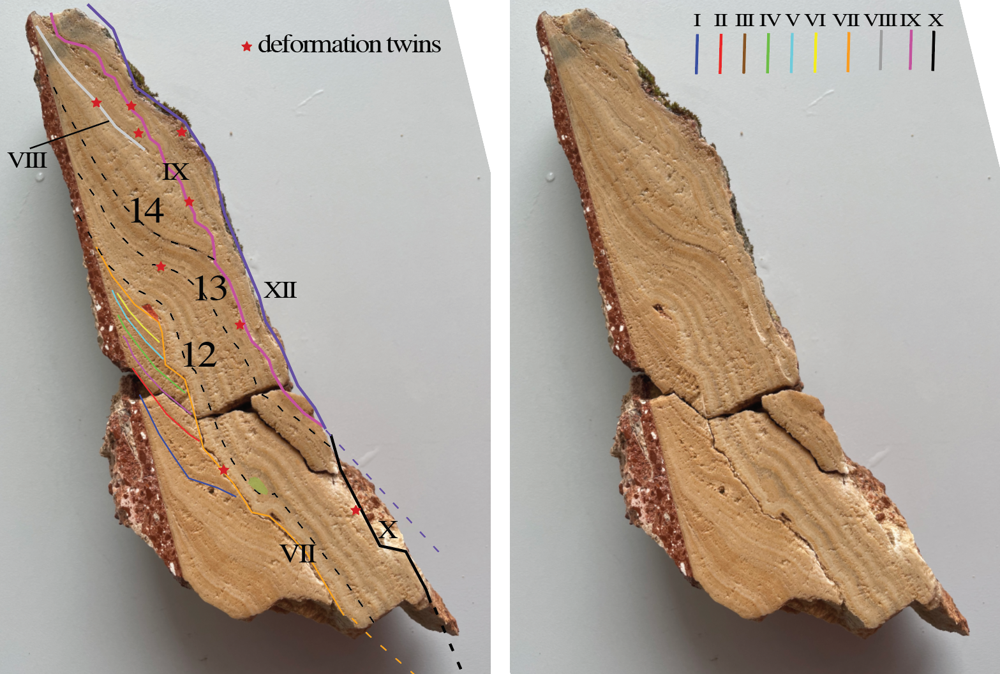 I II III IV V VI VII VIII IX X
deformation twins
VIII
IX
14
13
XII
12
X
VII